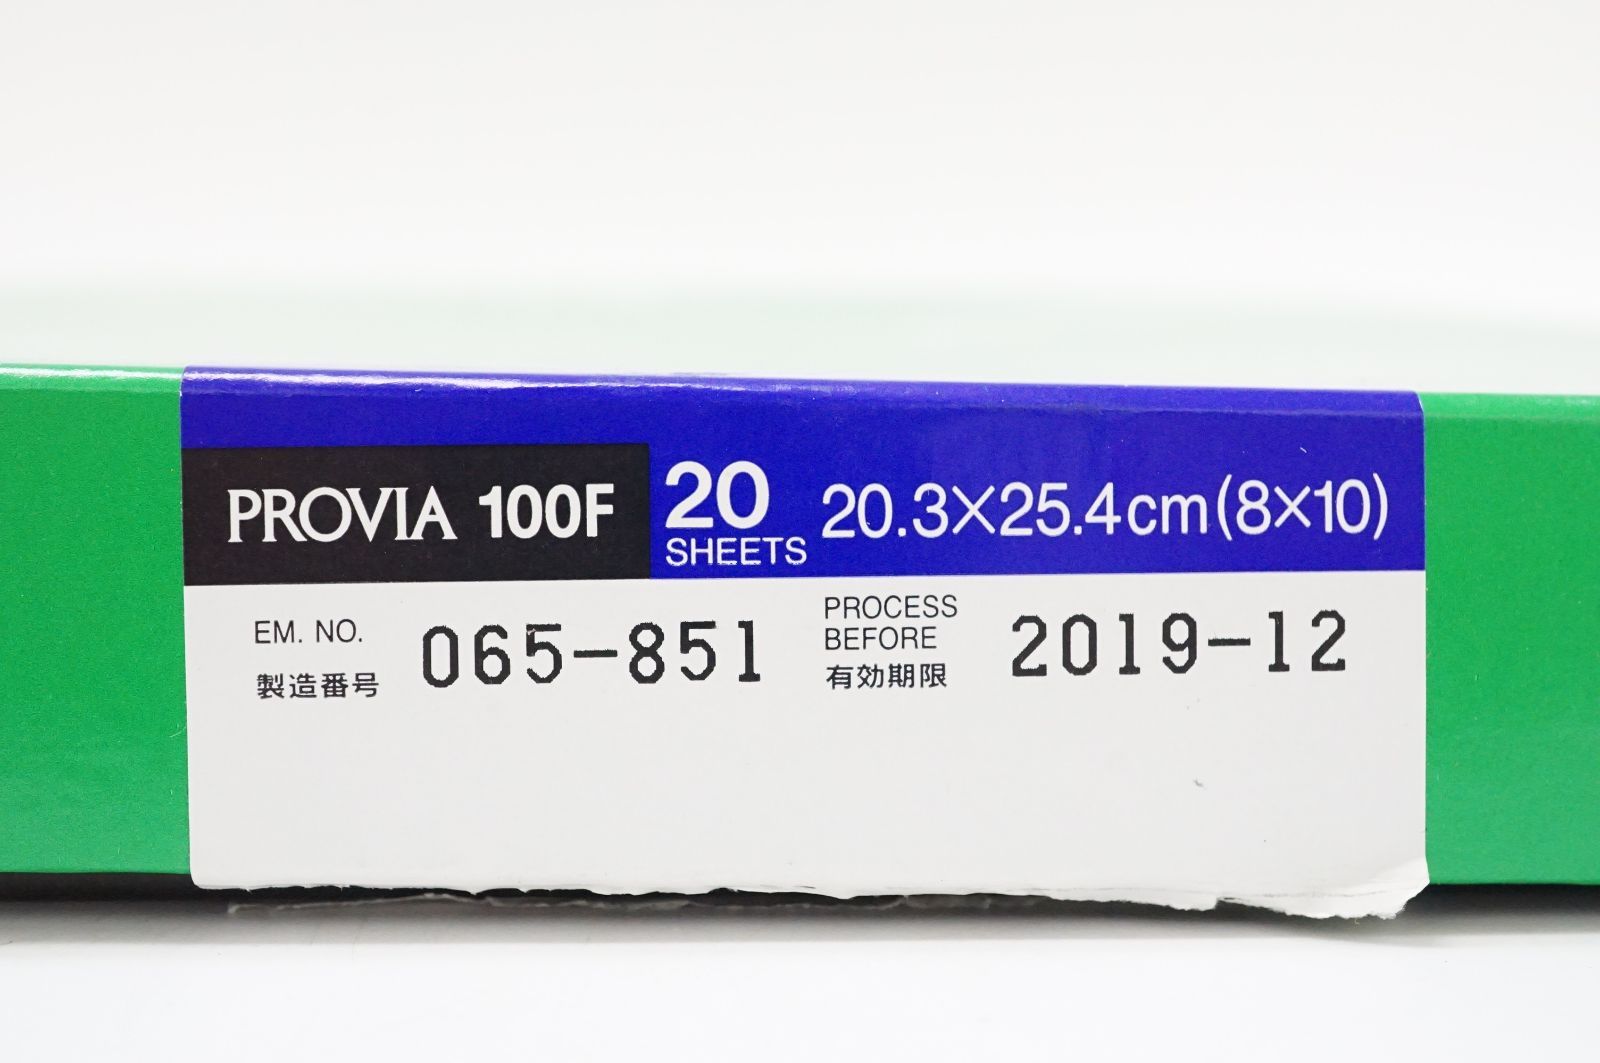 PROVIA 100F
20
SHEETS
20.3×25.4cm(8×10)
EM. NO.
製造番号
065-851
PROCESS
BEFORE
有効期限
2019-12